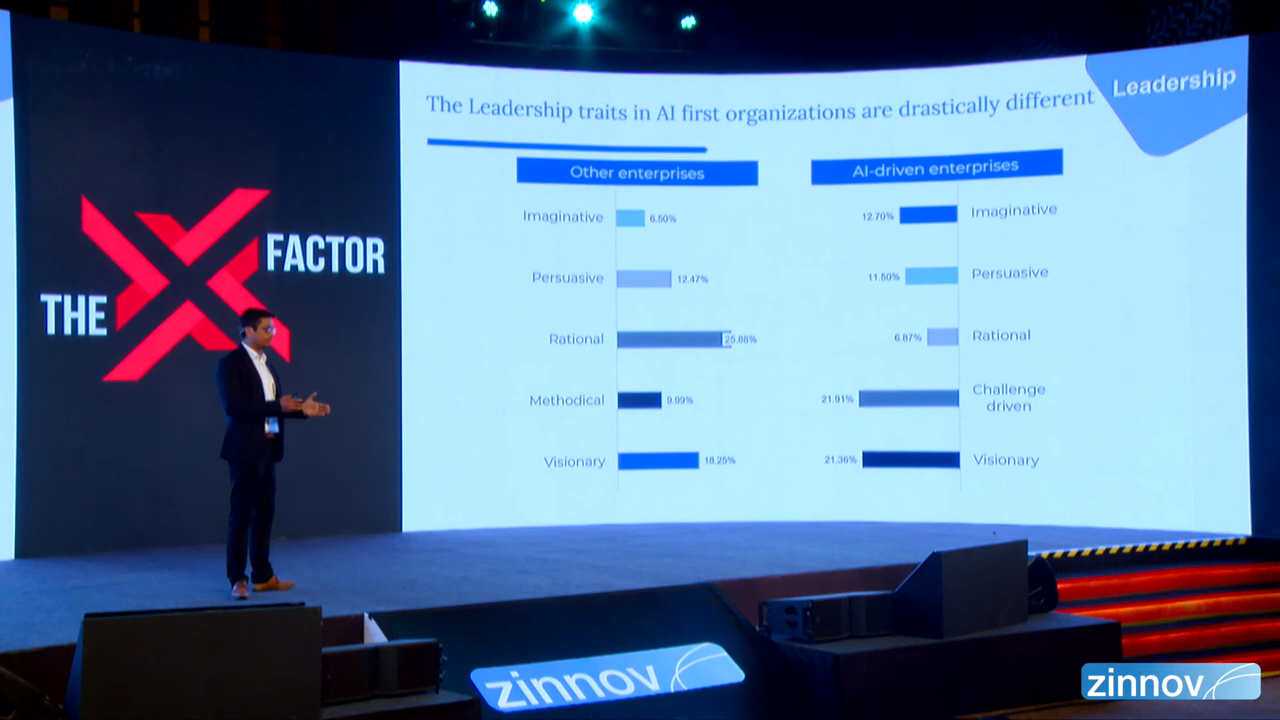 THE
FACTOR
Leadership
The Leadership traits in AI first organizations are drastically different
Other enterprises
Imaginative 6.50%
Persuasive 12.47%
Rational 25.88%
Methodical 9.09%
Visionary 18.25%
AI-driven enterprises
12.70% Imaginative
11.50% Persuasive
6.87% Rational
21.91% Challenge
driven
21.36% Visionary
zinnov
zinnov